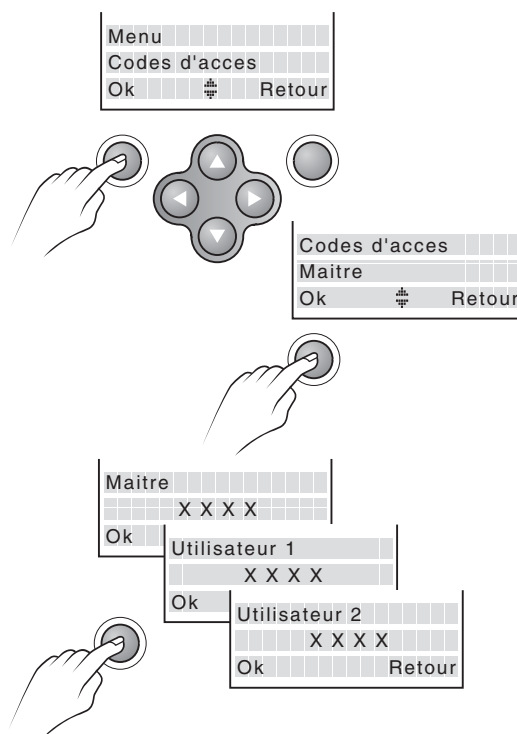 Menu
Codes d'acces
Ok Retour
Codes d'acces
Maitre
Ok Retour
Maitre
X X X X
Ok
Utilisateur 1
X X X X
Ok
Utilisateur 2
X X X X
Ok Retour